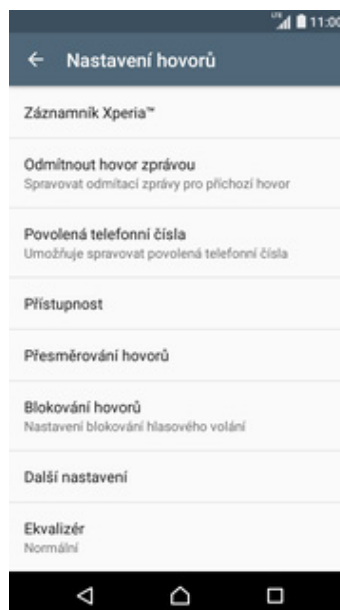 LTE 11:00
Nastavení hovorů
Záznamník Xperia™
Odmítnout hovor zprávou
Spravovat odmítací zprávy pro příchozí hovor
Povolená telefonní čísla
Umožňuje spravovat povolená telefonní čísla
Přístupnost
Přesměrování hovorů
Blokování hovorů
Nastavení blokování hlasového volání
Další nastavení
Ekvalizér
Normální